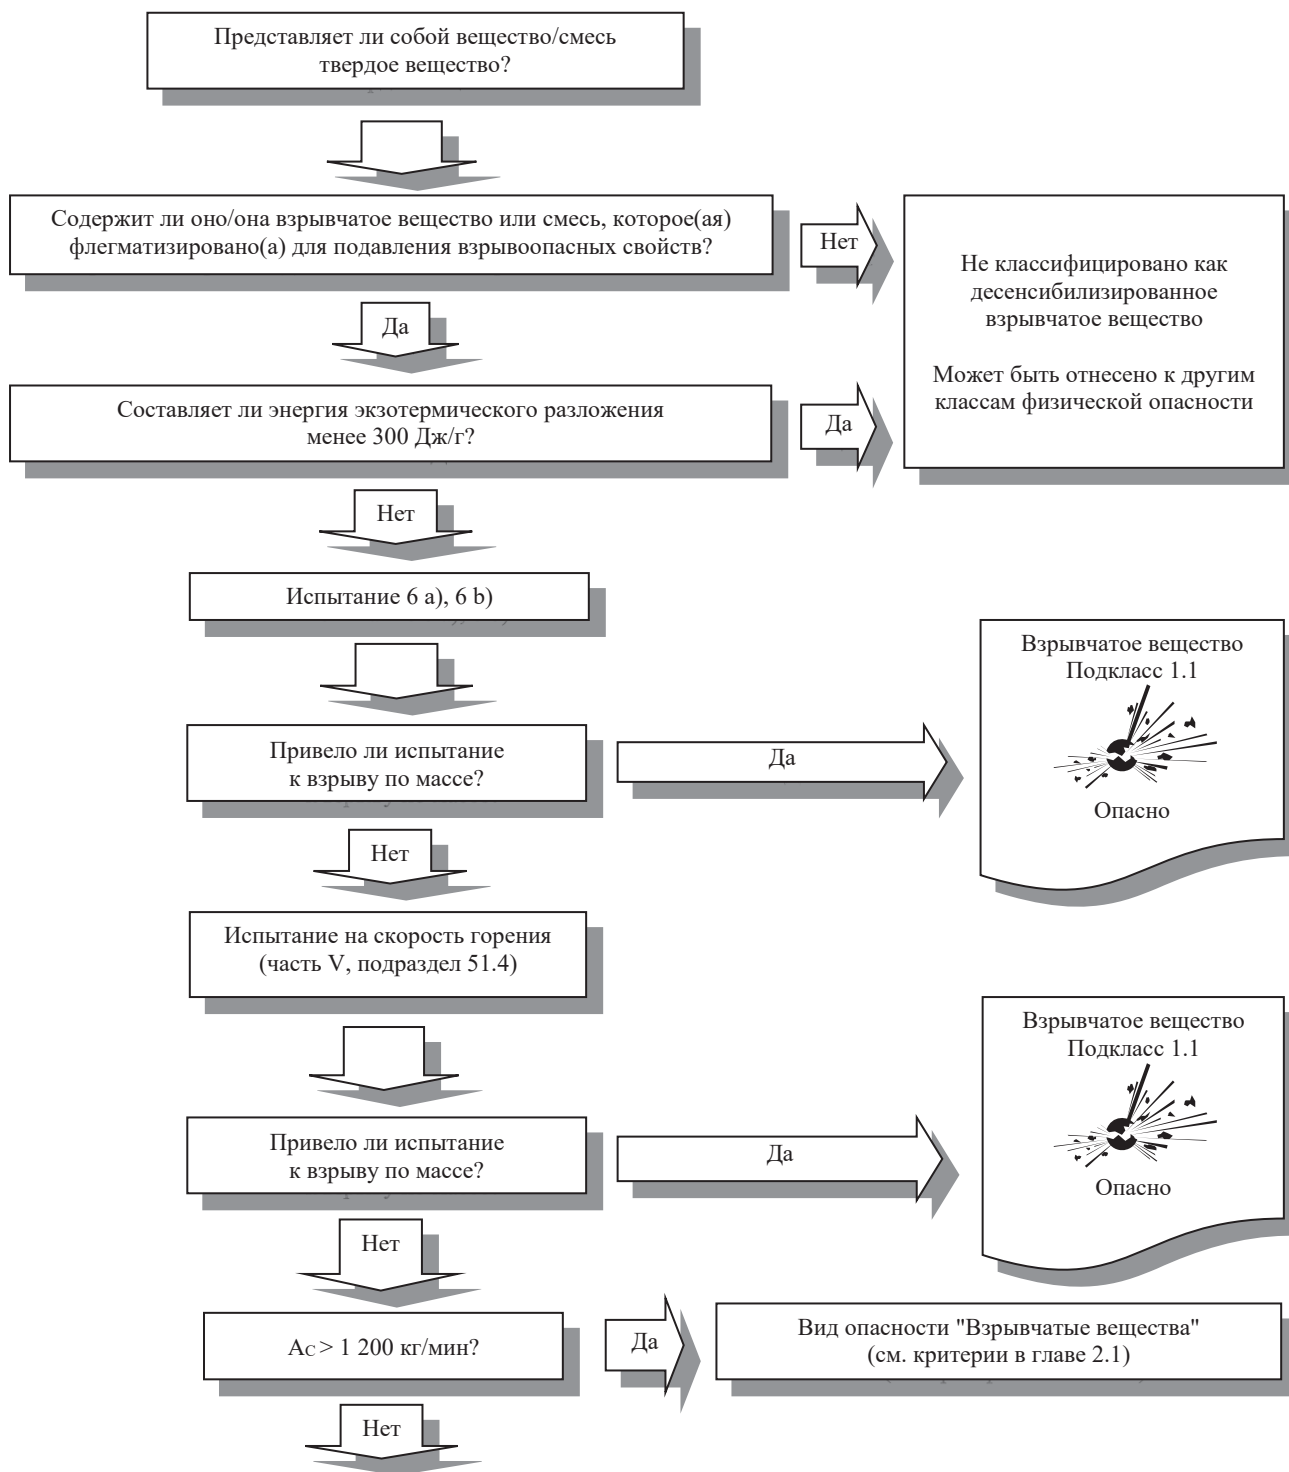 Представляет ли собой вещество/смесь
твердое вещество?
Содержит ли оно/она взрывчатое вещество или смесь, которое(ая)
флегматизировано(а) для подавления взрывоопасных свойств?
Нет
Не классифицировано как
десенсибилизированное
взрывчатое вещество
Может быть отнесено к другим
классам физической опасности
Да
Составляет ли энергия экзотермического разложения
менее 300 Дж/г?
Да
Нет
Испытание 6 a), 6 b)
Привело ли испытание
к взрыву по массе?
Да
Взрывчатое вещество
Подкласс 1.1
Опасно
Нет
Испытание на скорость горения
(часть V, подраздел 51.4)
Привело ли испытание
к взрыву по массе?
Да
Взрывчатое вещество
Подкласс 1.1
Опасно
Нет
AC > 1 200 кг/мин?
Да
Вид опасности "Взрывчатые вещества"
(см. критерии в главе 2.1)
Нет